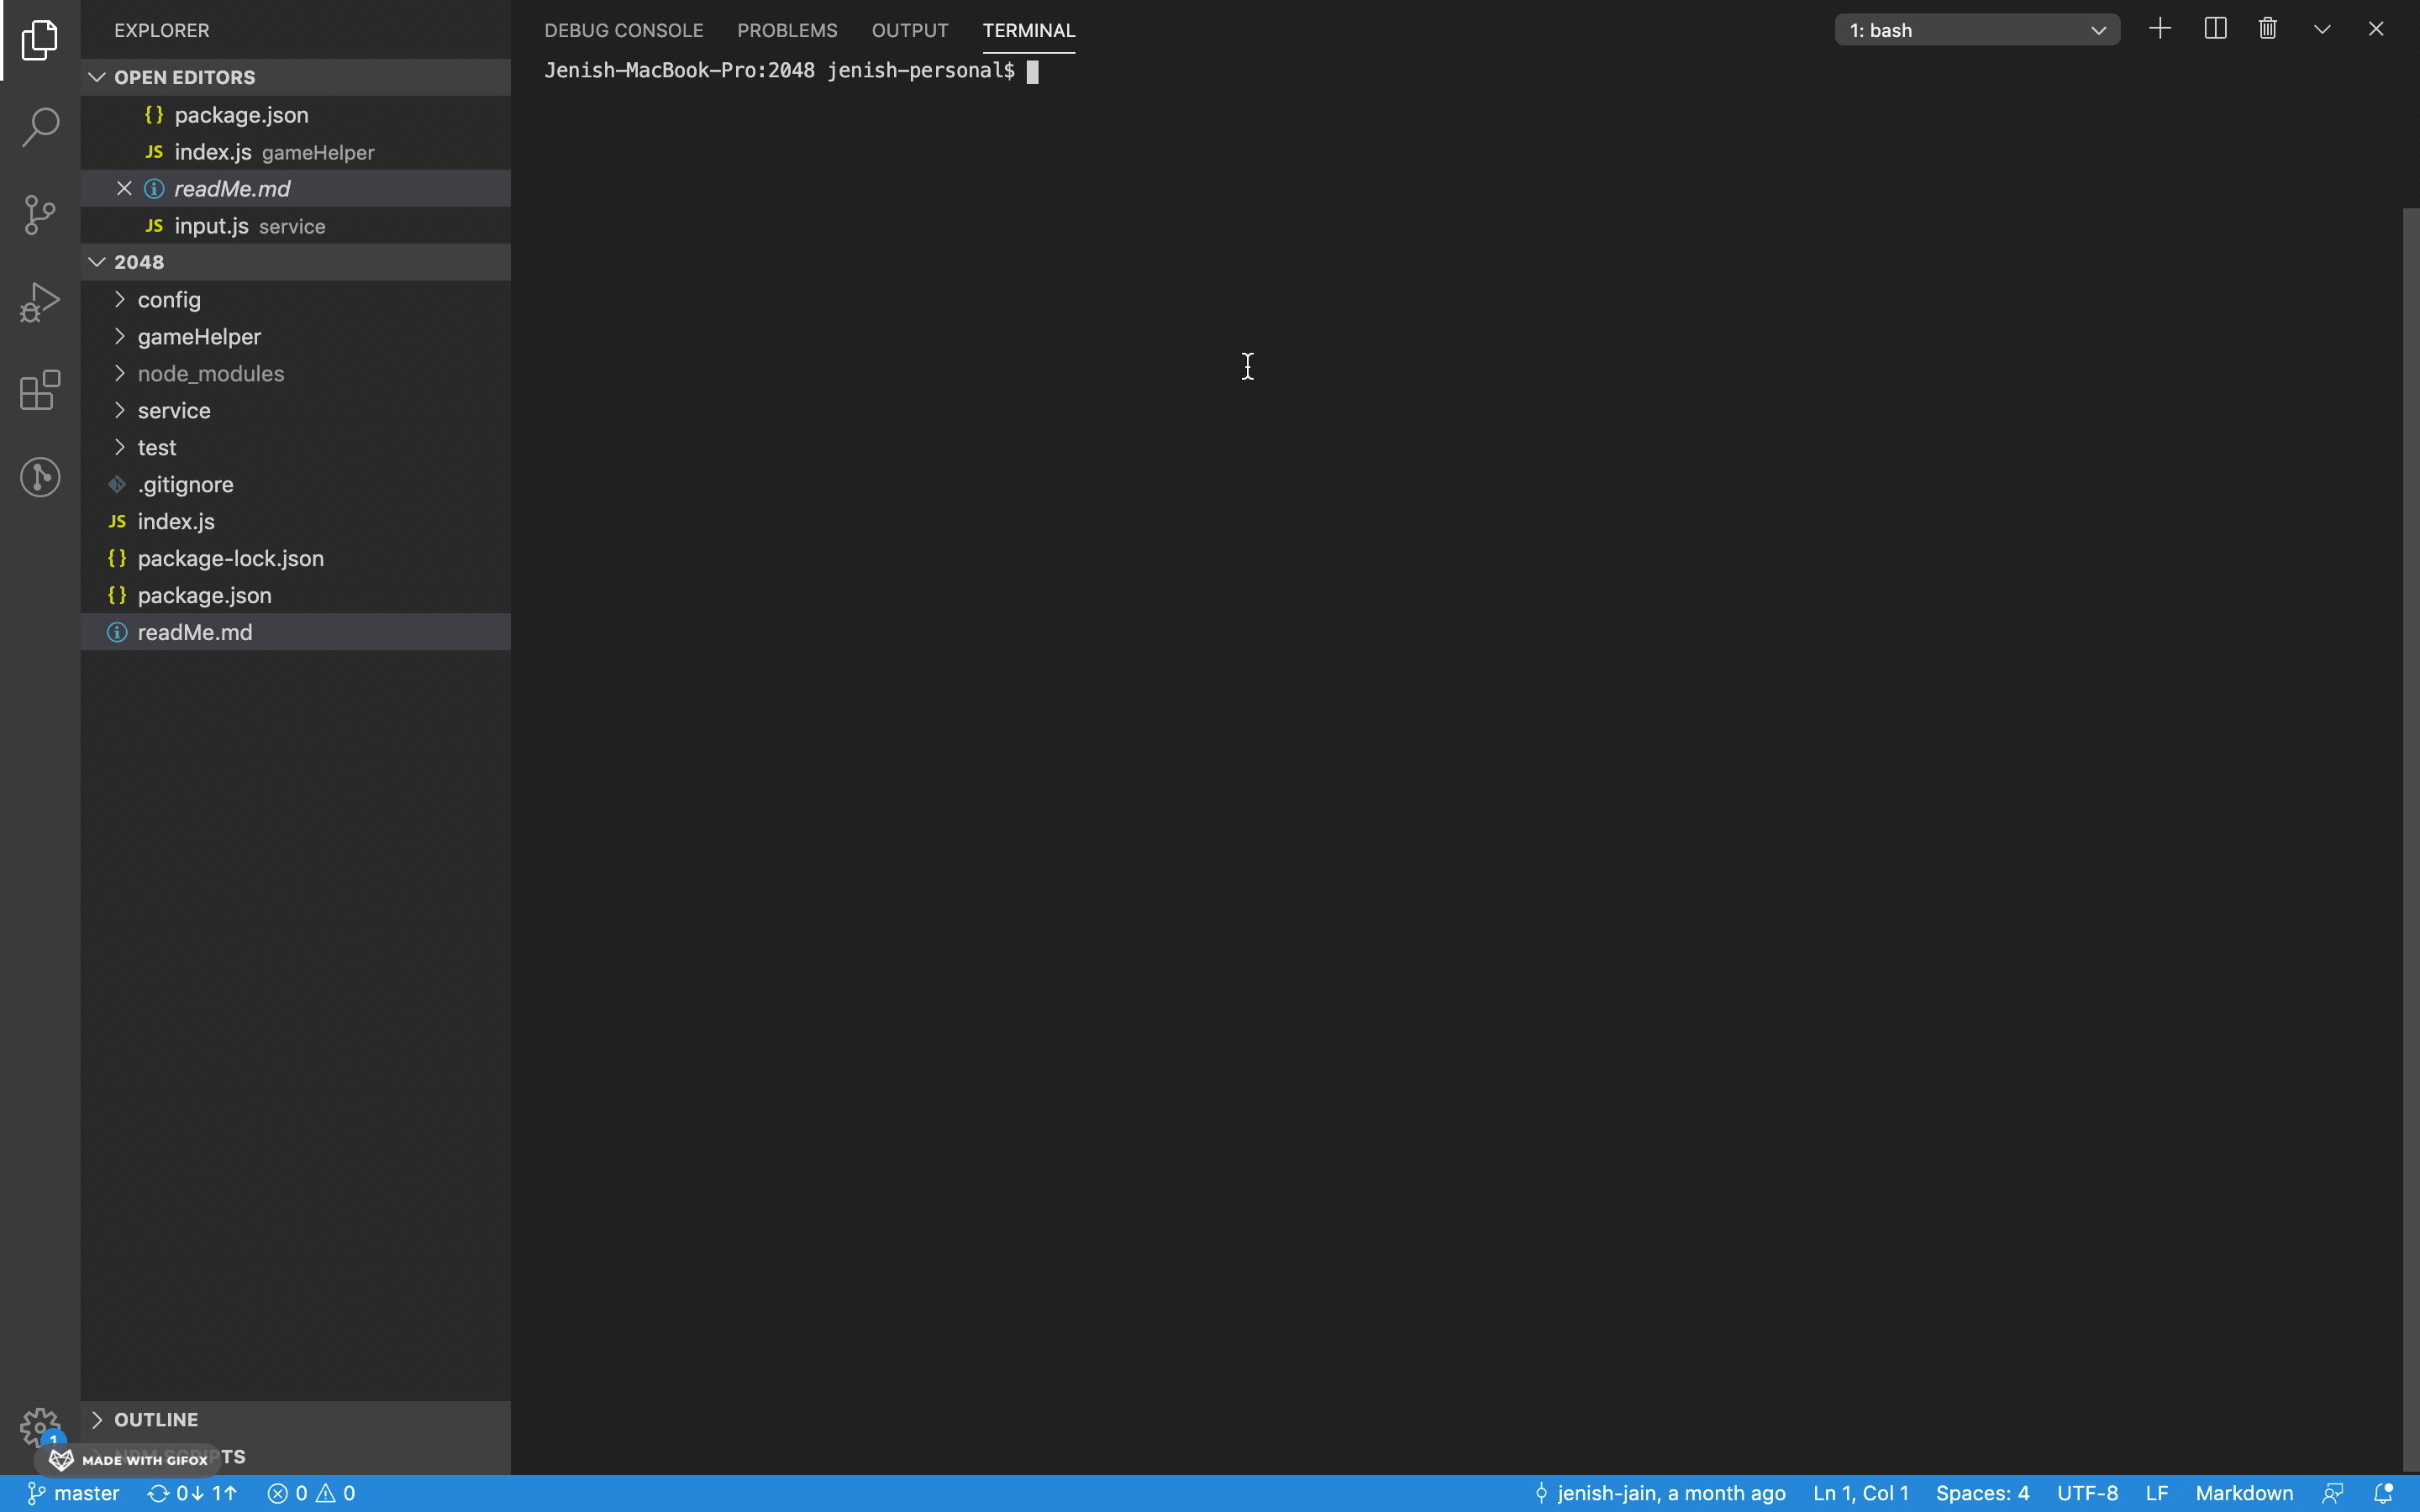 EXPLORER
OPEN EDITORS
{} package.json
JS index.js gameHelper
readMe.md
JS input.js service
2048
config
gameHelper
node_modules
service
test
.gitignore
JS index.js
{} package-lock.json
{} package.json
readMe.md
OUTLINE
NPM SCRIPTS
1
MADE WITH GIFOX
DEBUG CONSOLE PROBLEMS OUTPUT TERMINAL
1: bash
Jenish-MacBook-Pro:2048 jenish-personal$
master 0↓ 1↑ 0 0
jenish-jain, a month ago Ln 1, Col 1 Spaces: 4 UTF-8 LF Markdown